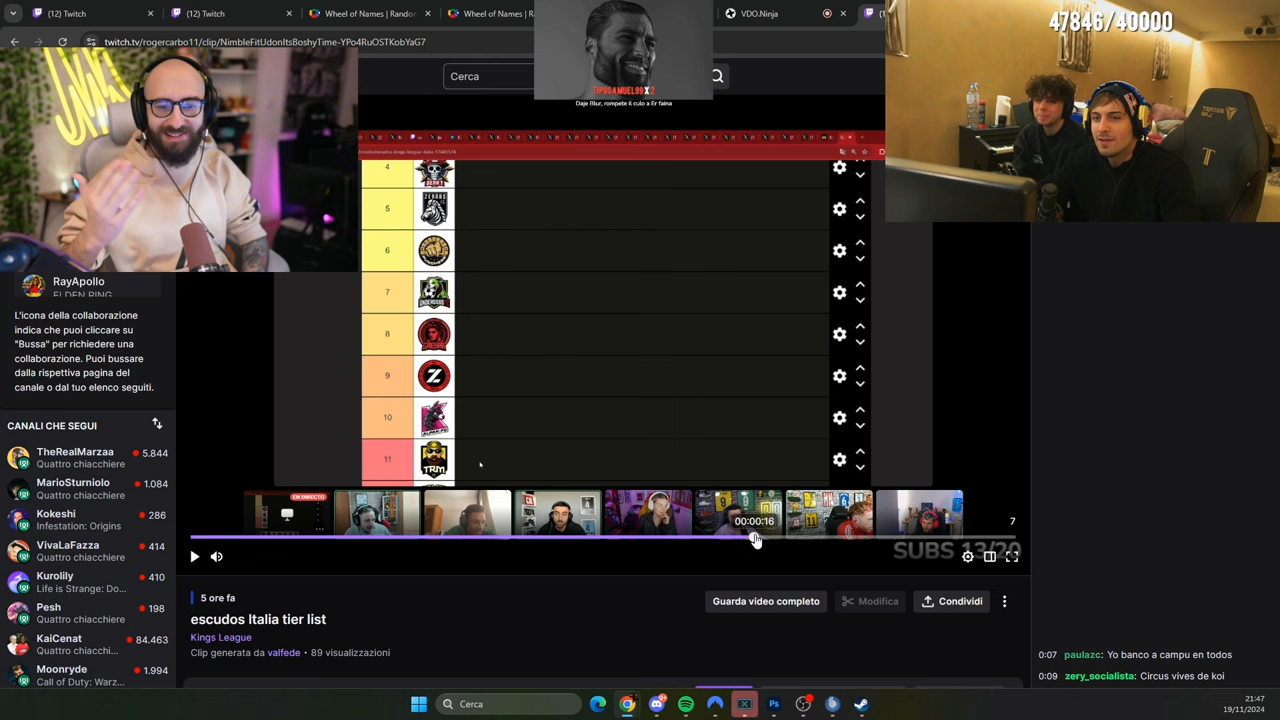 (12) Twitch
(12) Twitch
Wheel of Names | Rando
Wheel of Names | R
VDO.Ninja
(12) T
twitch.tv/rogercarbo11/clip/NimbleFitUdonItsBoshyTime-YPo4RuOSTKobYaG7
Cerca
TIPOSAMUEL99 X 2
Daje Blur, rompete il culo a Er faina
47846/40000
4
5
6
7
UNDERDOGS
8
9
Z
10
11
TRM
RayApollo
ELDEN RING
L'icona della collaborazione
indica che puoi cliccare su
"Bussa" per richiedere una
collaborazione. Puoi bussare
dalla rispettiva pagina del
canale o dal tuo elenco seguiti.
CANALI CHE SEGUI
TheRealMarzaa
5.844
Quattro chiacchiere
MarioSturniolo
1.084
Quattro chiacchiere
Kokeshi
286
Infestation: Origins
VivaLaFazza
414
Quattro chiacchiere
Kurolily
410
Life is Strange: Do...
Pesh
198
Quattro chiacchiere
KaiCenat
84.463
Quattro chiacchi...
Moonryde
1.994
Call of Duty: Warz...
EN DIRECTO
00:00:16
7
SUBS 13/20
5 ore fa
escudos Italia tier list
Kings League
Clip generata da valfede • 89 visualizzazioni
Guarda video completo
Modifica
Condividi
0:07 paulazc: Yo banco a campu en todos
0:09 zery_socialista: Circus vives de koi
Cerca
21:47
19/11/2024